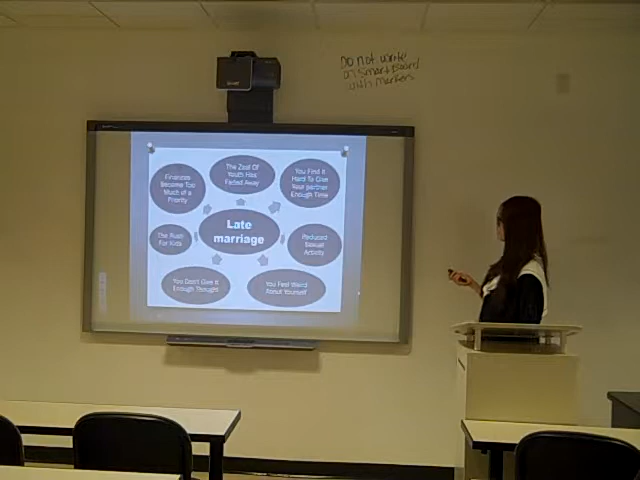 Do not write
on Smart Board
with markers
The Zeal Of
Youth Has
Faded Away
You Find It
Hard To Give
Your partner
Enough Time
Finances
Become Too
Much of a
Priority
Late
marriage
The Rush
For Kids
Reduced
Sexual
Activity
You Don't Give It
Enough Thought
You Feel Weird
About Yourself